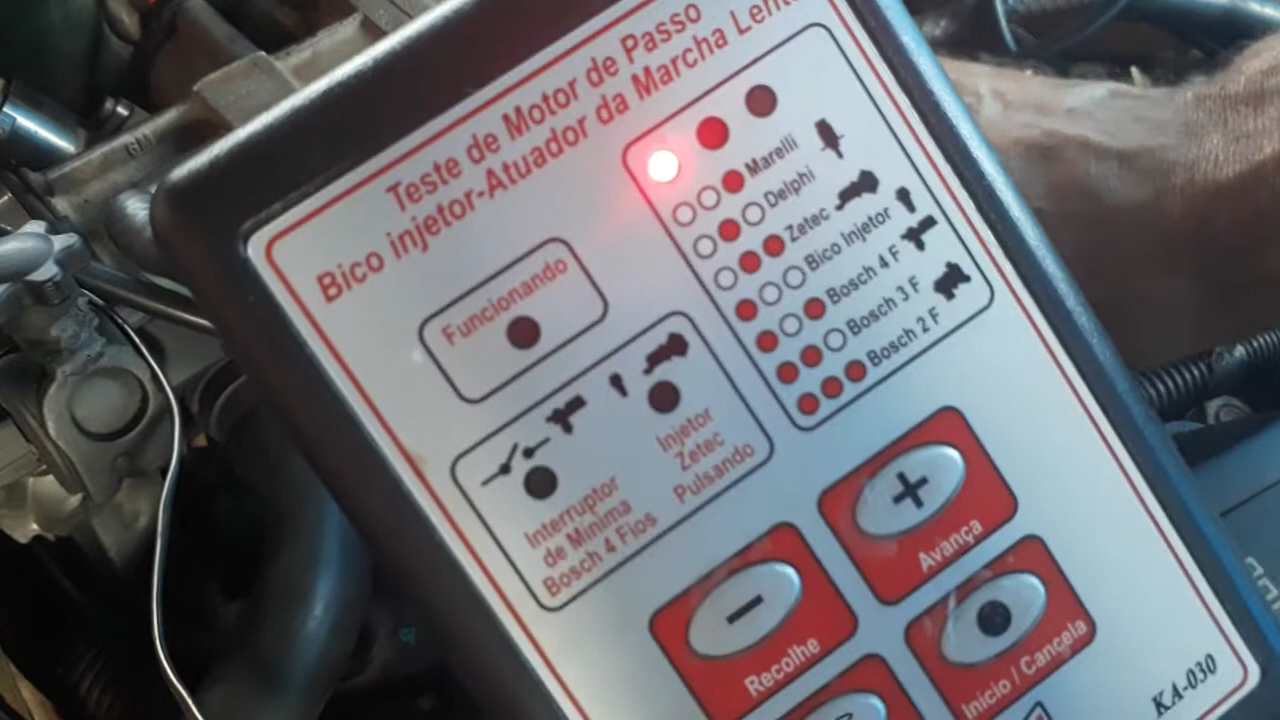 Teste de Motor de Passo
Bico injetor-Atuador da Marcha Lenta
Funcionando
Marelli
Delphi
Zetec
Bico Injetor
Bosch 4 F
Bosch 3 F
Bosch 2 F
Interruptor
de Mínima
Bosch 4 Fios
Injetor
Zetec
Pulsando
+
Avança
-
Recolhe
Início / Cancela
KA-030
GM